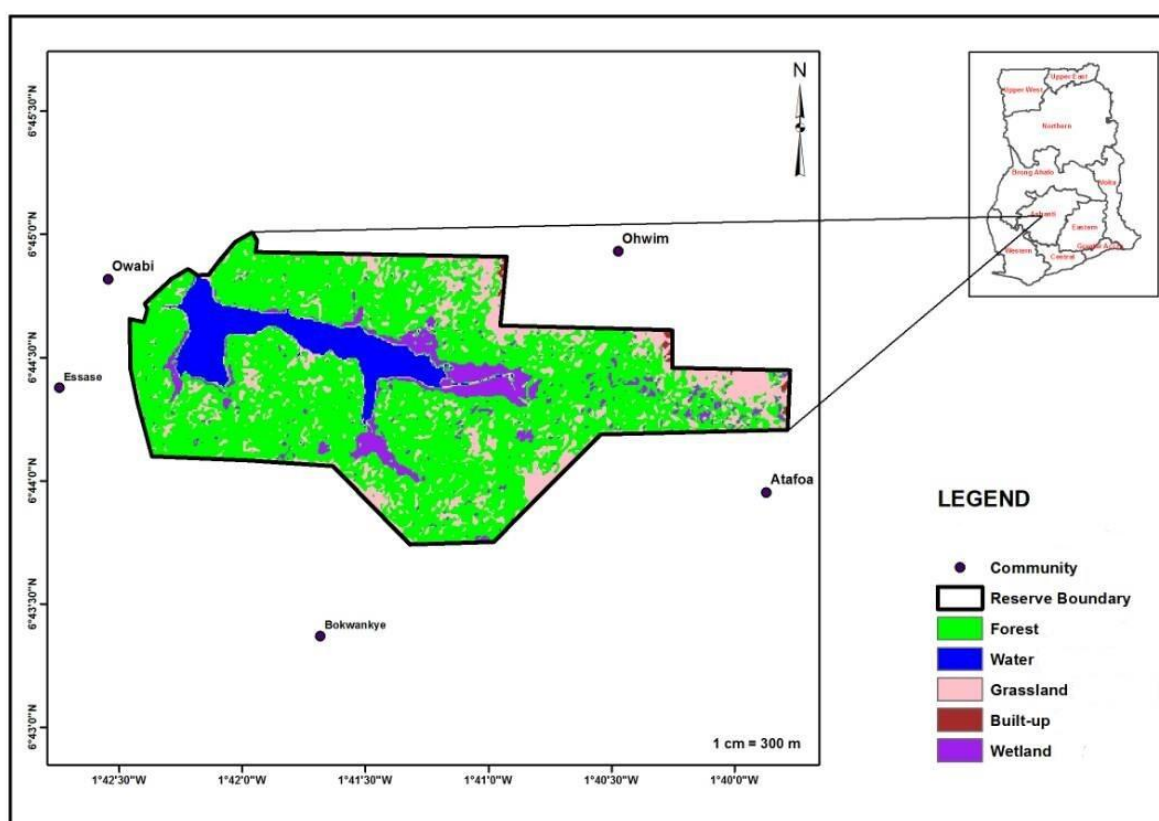 N
6°45'30"N
6°45'0"N
6°44'30"N
6°44'0"N
6°43'30"N
6°43'0"N
Owabi
Ohwim
Essase
Atafoa
Bokwankye
1 cm = 300 m
1°42'30"W
1°42'0"W
1°41'30"W
1°41'0"W
1°40'30"W
1°40'0"W
Upper East
Upper West
Northern
Brong Ahafo
Volta
Ashanti
Eastern
Greater Accra
Western
Central
LEGEND
Community
Reserve Boundary
Forest
Water
Grassland
Built-up
Wetland